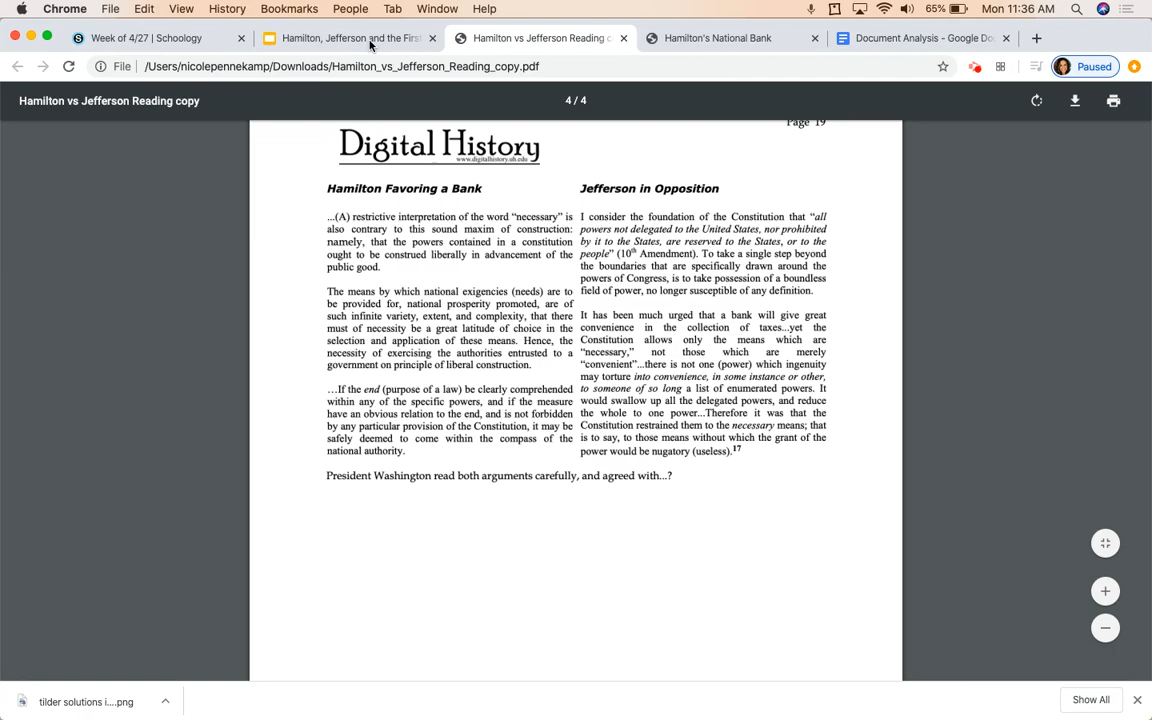 Chrome File Edit View History Bookmarks People Tab Window Help 65% Mon 11:36 AM
Week of 4/27 | Schoology
Hamilton, Jefferson and the First
Hamilton vs Jefferson Reading c
Hamilton's National Bank
Document Analysis - Google Do
File /Users/nicolepennekamp/Downloads/Hamilton_vs_Jefferson_Reading_copy.pdf Paused
Hamilton vs Jefferson Reading copy 4 / 4
Page 19
Digital History
www.digitalhistory.uh.edu
Hamilton Favoring a Bank
...(A) restrictive interpretation of the word “necessary” is
also contrary to this sound maxim of construction:
namely, that the powers contained in a constitution
ought to be construed liberally in advancement of the
public good.
The means by which national exigencies (needs) are to
be provided for, national prosperity promoted, are of
such infinite variety, extent, and complexity, that there
must of necessity be a great latitude of choice in the
selection and application of these means. Hence, the
necessity of exercising the authorities entrusted to a
government on principle of liberal construction.
…If the end (purpose of a law) be clearly comprehended
within any of the specific powers, and if the measure
have an obvious relation to the end, and is not forbidden
by any particular provision of the Constitution, it may be
safely deemed to come within the compass of the
national authority.
Jefferson in Opposition
I consider the foundation of the Constitution that “all
powers not delegated to the United States, nor prohibited
by it to the States, are reserved to the States, or to the
people” (10th Amendment). To take a single step beyond
the boundaries that are specifically drawn around the
powers of Congress, is to take possession of a boundless
field of power, no longer susceptible of any definition.
It has been much urged that a bank will give great
convenience in the collection of taxes...yet the
Constitution allows only the means which are
“necessary,” not those which are merely
“convenient”...there is not one (power) which ingenuity
may torture into convenience, in some instance or other,
to someone of so long a list of enumerated powers. It
would swallow up all the delegated powers, and reduce
the whole to one power...Therefore it was that the
Constitution restrained them to the necessary means; that
is to say, to those means without which the grant of the
power would be nugatory (useless).17
President Washington read both arguments carefully, and agreed with...?
tilder solutions i....png
Show All